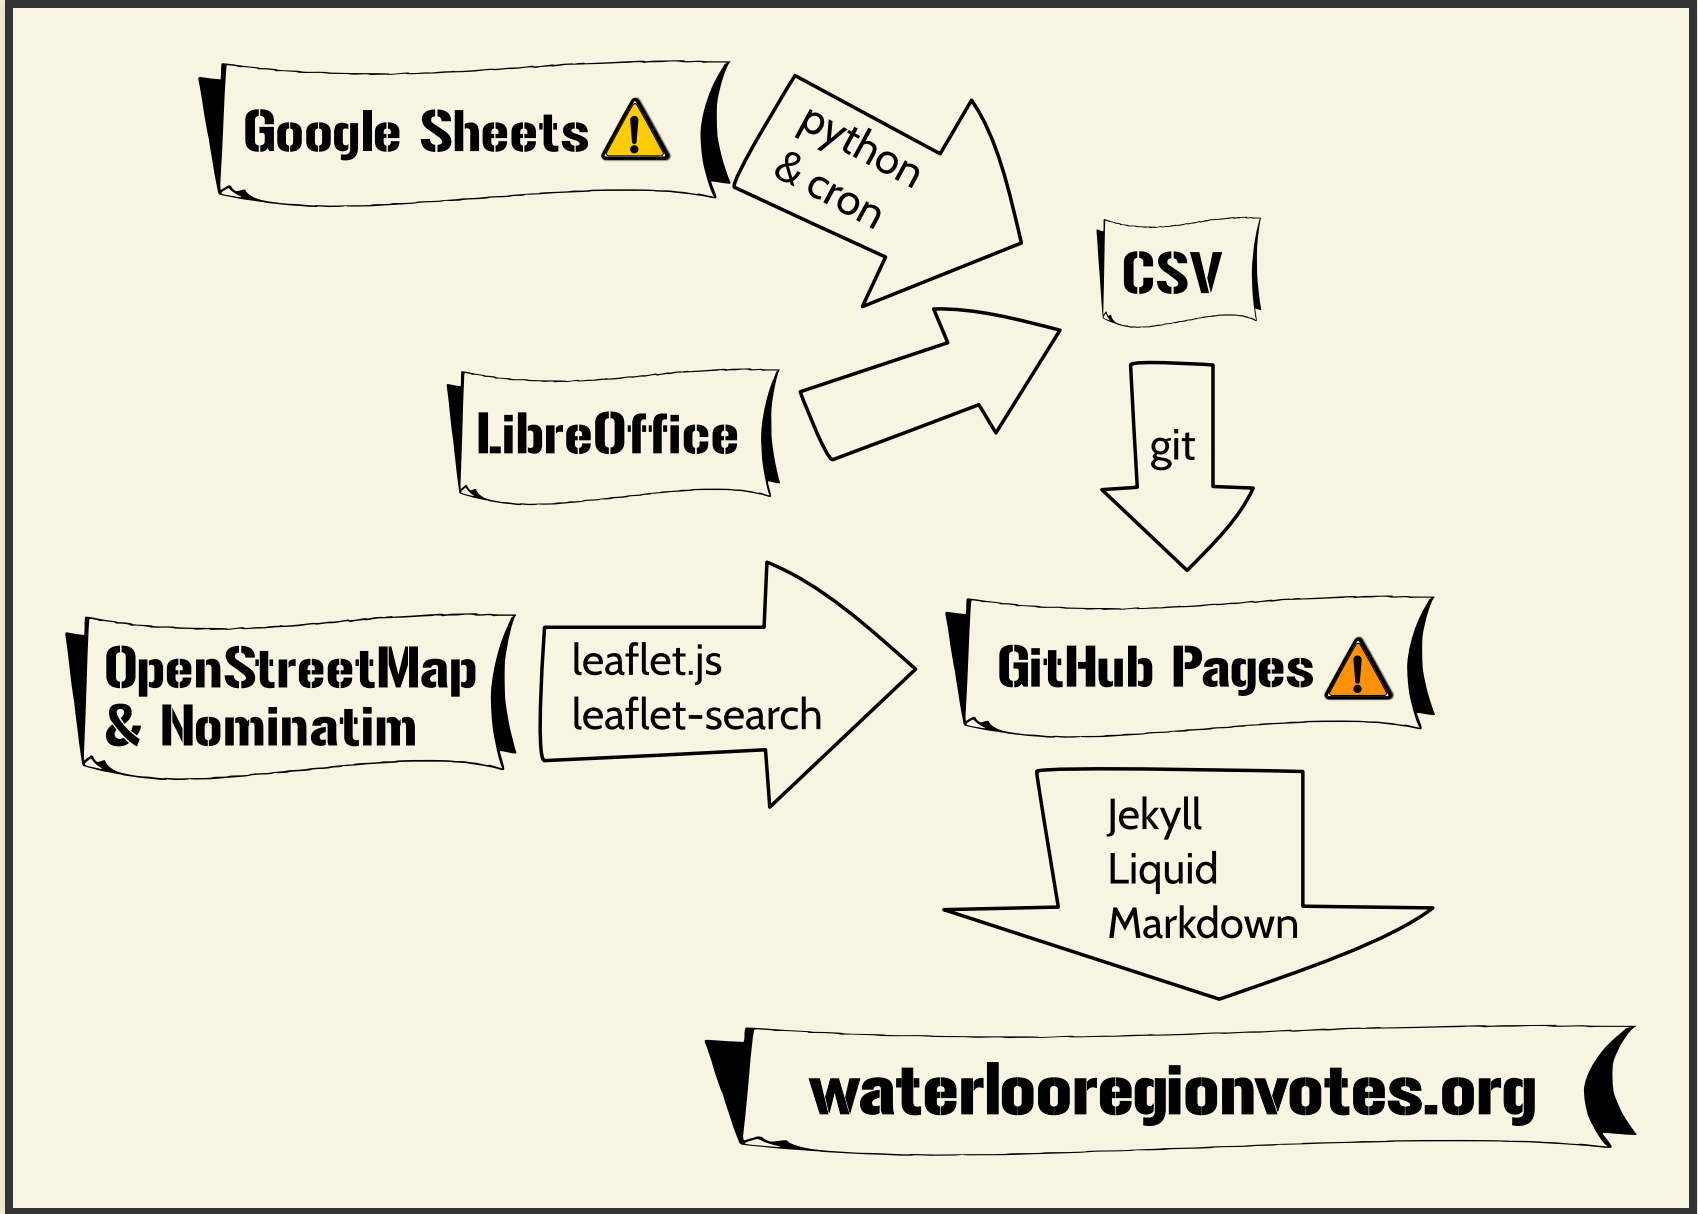 Google Sheets
python
& cron
CSV
LibreOffice
git
OpenStreetMap
& Nominatim
leaflet.js
leaflet-search
GitHub Pages
Jekyll
Liquid
Markdown
waterlooregionvotes.org